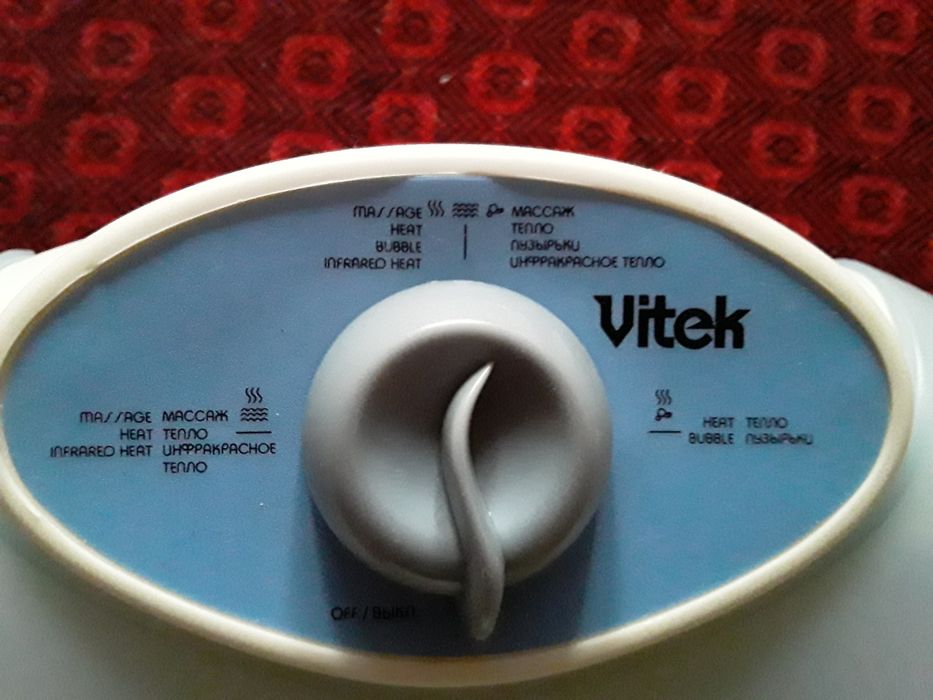 MASSAGE МАССАЖ
HEAT ТЕПЛО
BUBBLE ПУЗЫРЬКИ
INFRARED HEAT ИНФРАКРАСНОЕ ТЕПЛО
Vitek
MASSAGE МАССАЖ
HEAT ТЕПЛО
INFRARED HEAT ИНФРАКРАСНОЕ
ТЕПЛО
HEAT ТЕПЛО
BUBBLE ПУЗЫРЬКИ
OFF / ВЫКЛ